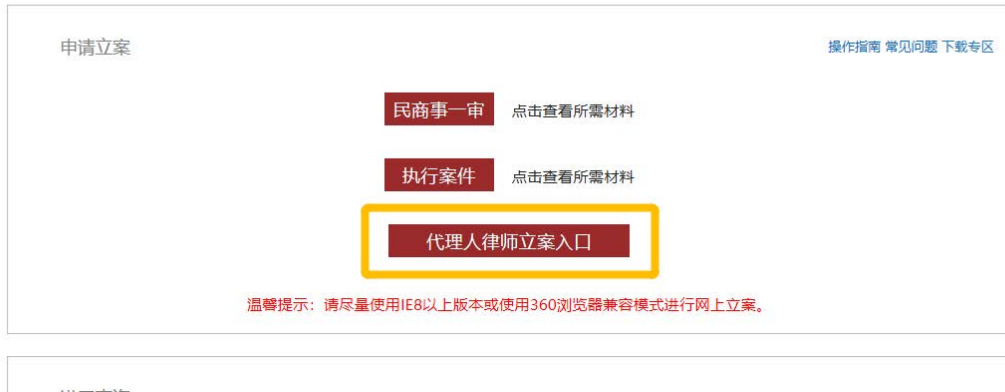 申请立案
操作指南 常见问题 下载专区
民商事一审 点击查看所需材料
执行案件 点击查看所需材料
代理人律师立案入口
温馨提示：请尽量使用IE8以上版本或使用360浏览器兼容模式进行网上立案。